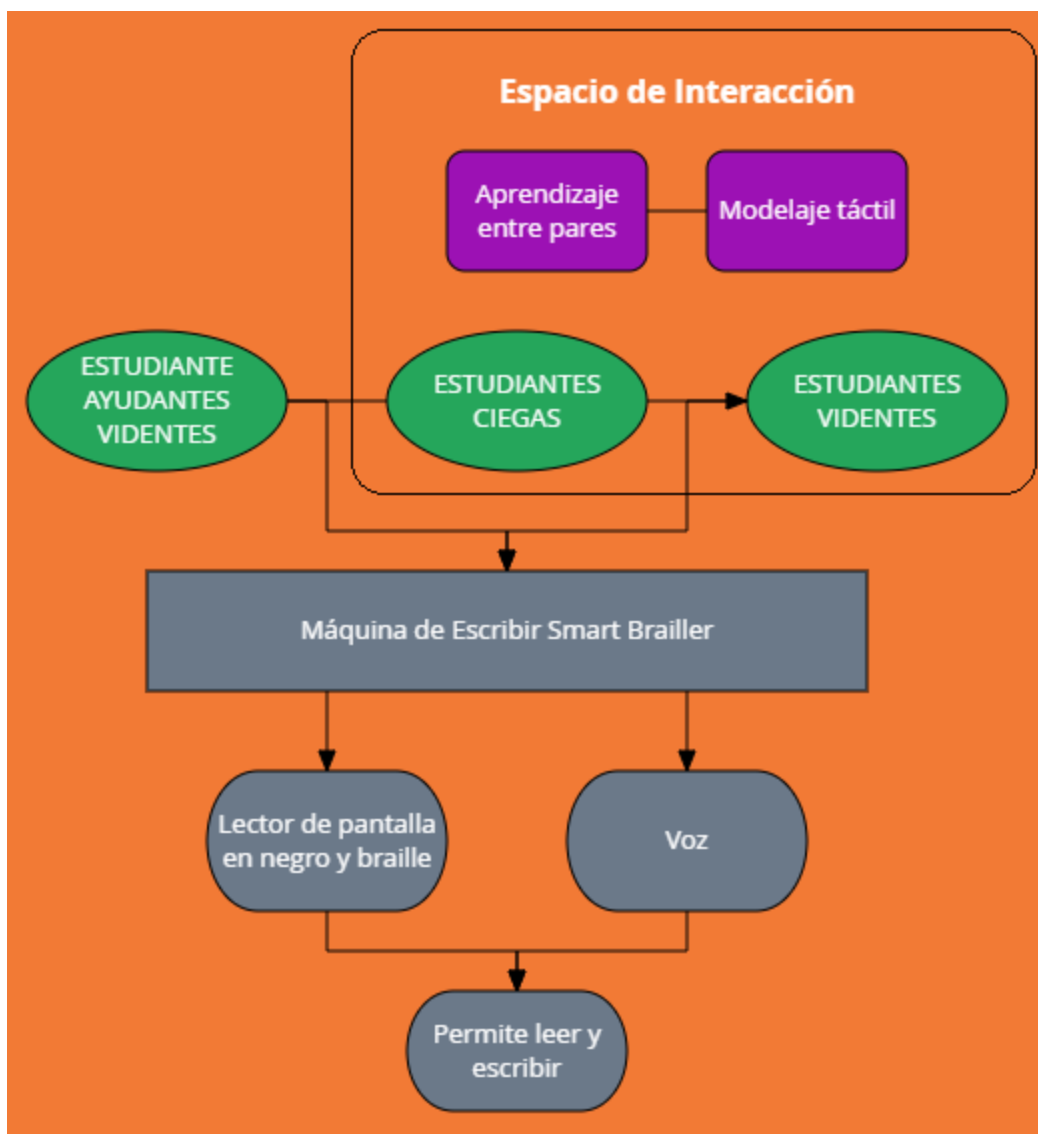 Espacio de Interacción
Aprendizaje
entre pares
Modelaje táctil
ESTUDIANTE
AYUDANTES
VIDENTES
ESTUDIANTES
CIEGAS
ESTUDIANTES
VIDENTES
Máquina de Escribir Smart Brailler
Lector de pantalla
en negro y braille
Voz
Permite leer y
escribir